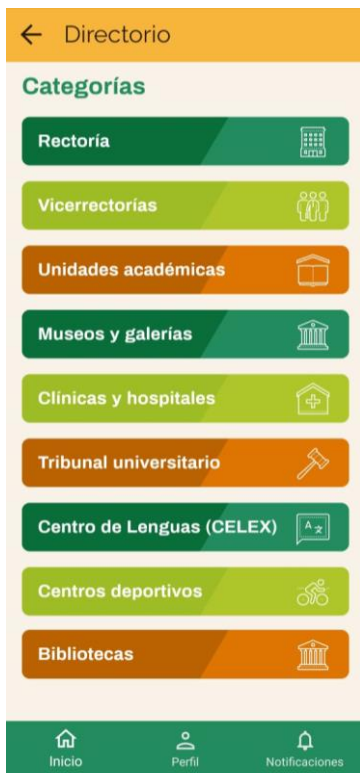 Directorio
Categorías
Rectoría
Vicerrectorías
Unidades académicas
Museos y galerías
Clínicas y hospitales
Tribunal universitario
Centro de Lenguas (CELEX)
Centros deportivos
Bibliotecas
Inicio
Perfil
Notificaciones